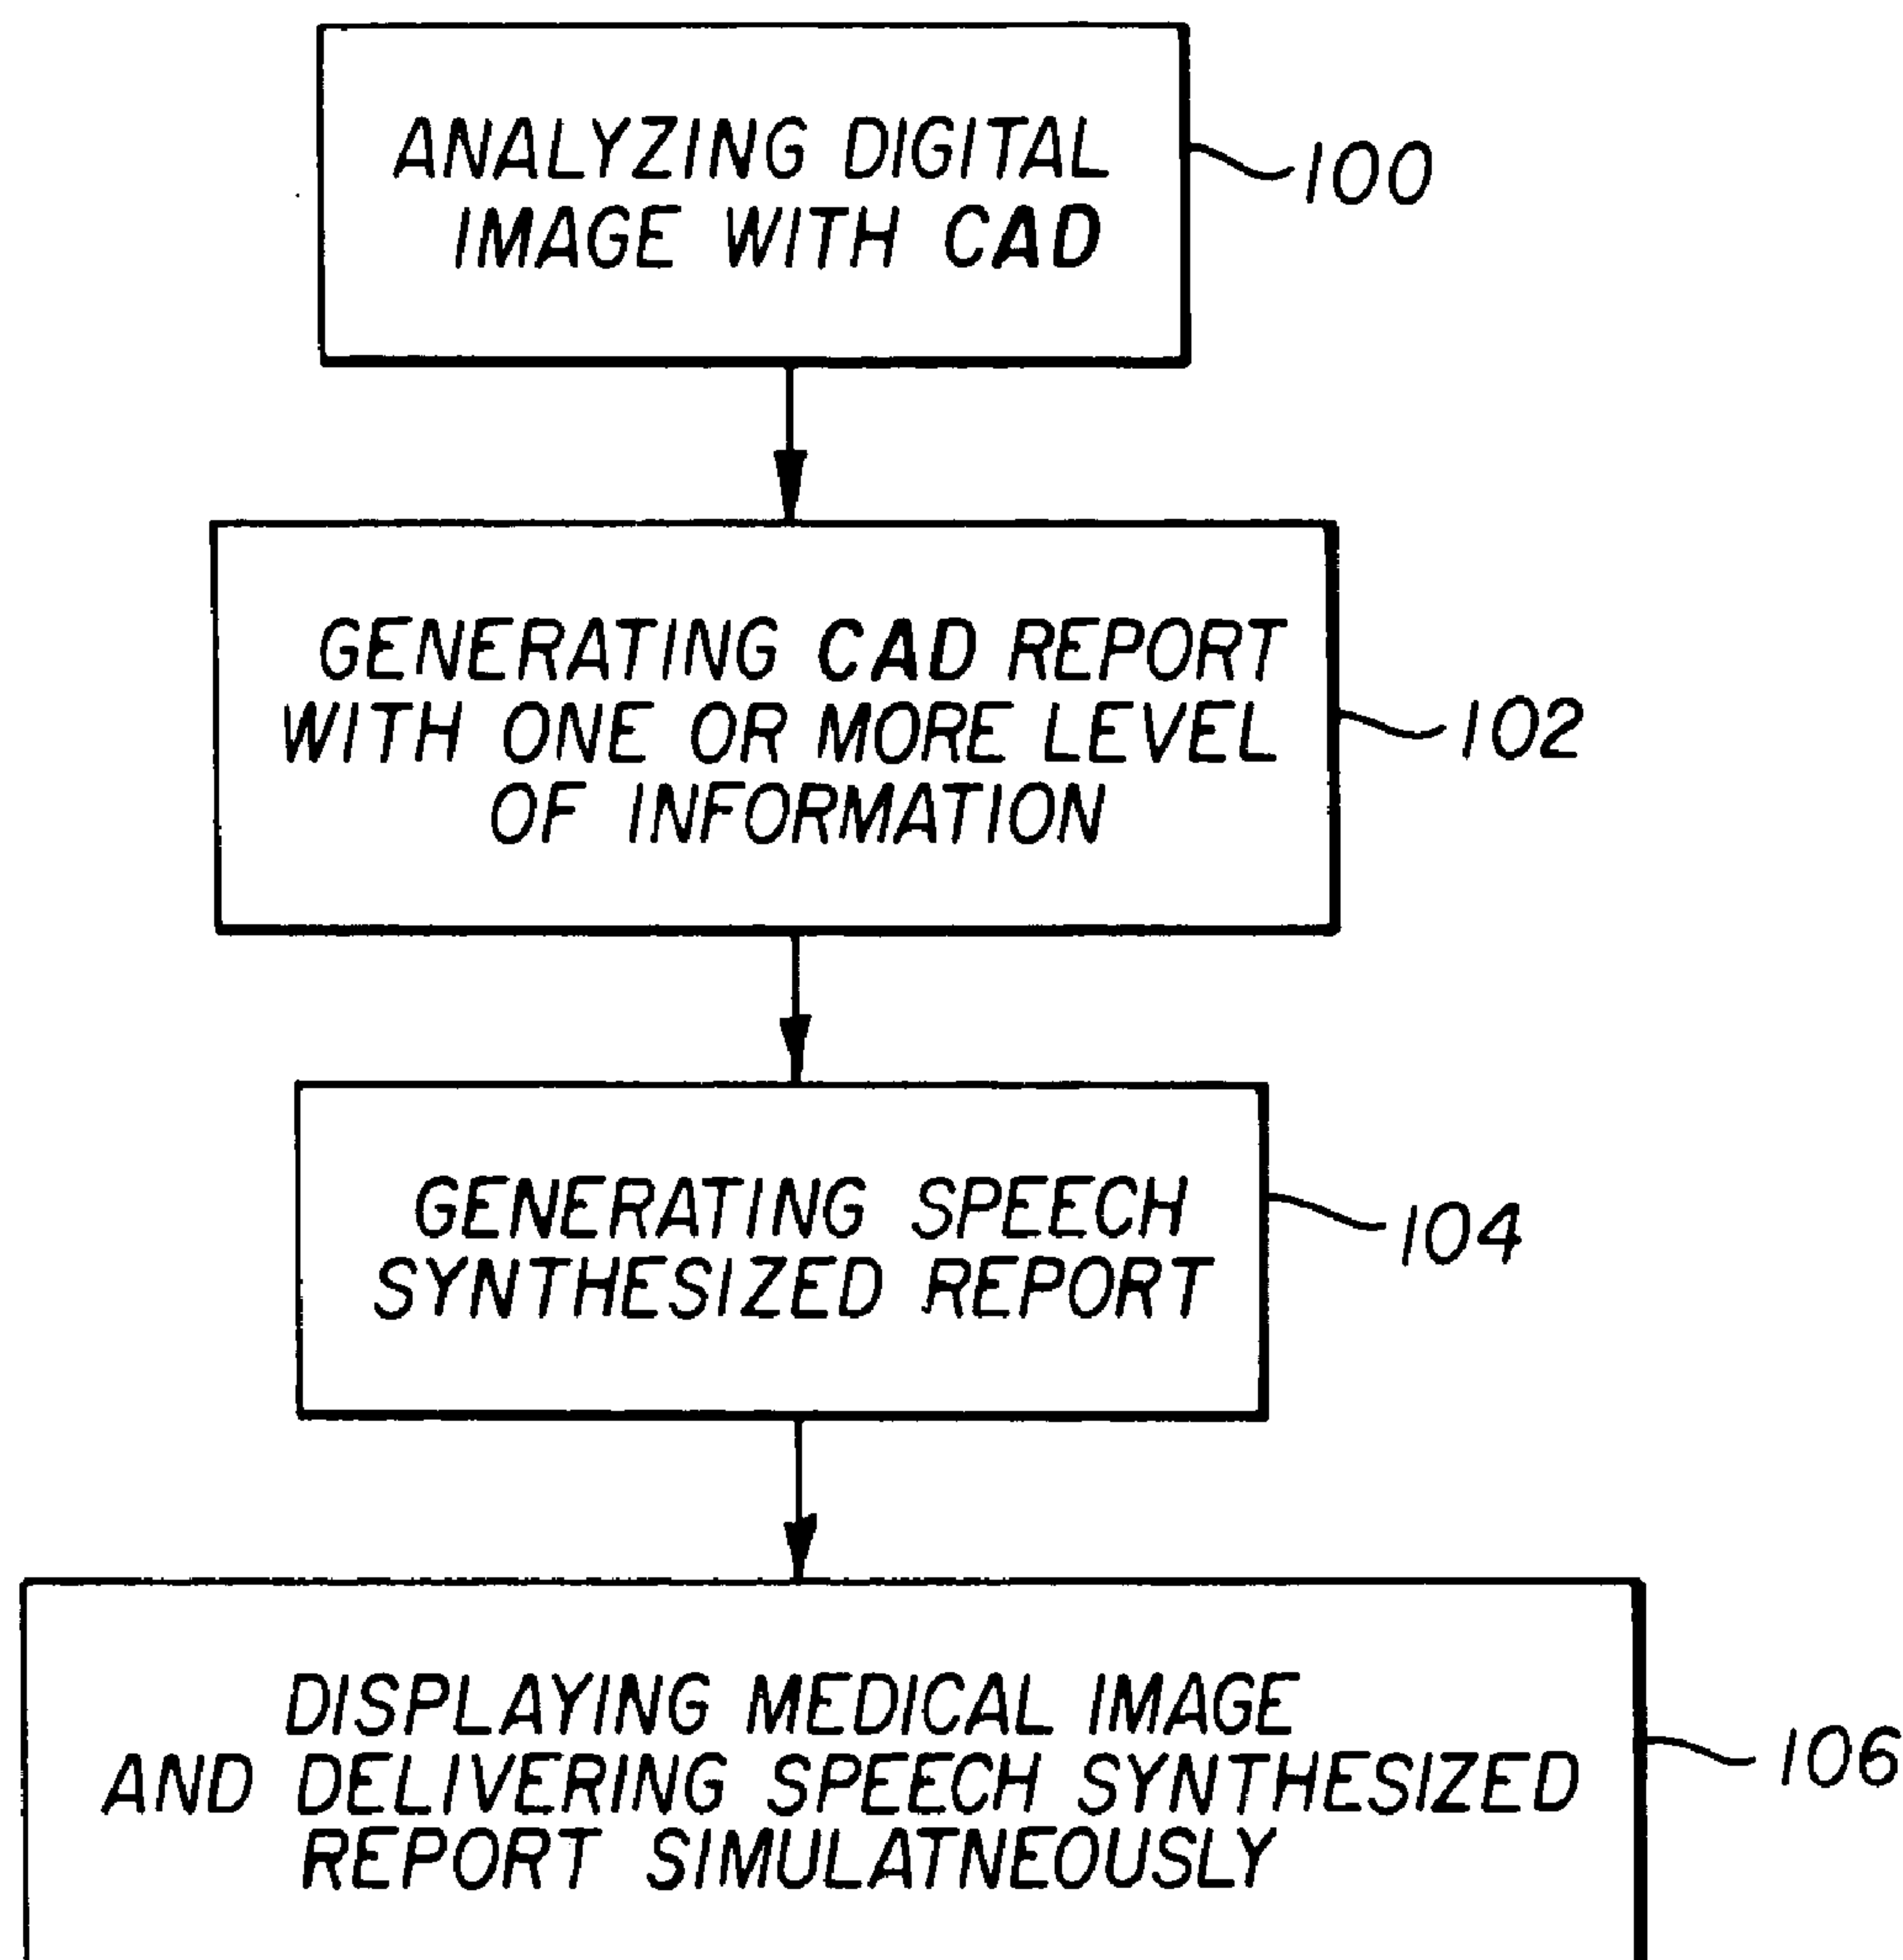 ANALYZING DIGITAL
IMAGE WITH CAD
100
GENERATING CAD REPORT
WITH ONE OR MORE LEVEL
OF INFORMATION
102
GENERATING SPEECH
SYNTHESIZED REPORT
104
DISPLAYING MEDICAL IMAGE
AND DELIVERING SPEECH SYNTHESIZED
REPORT SIMULATNEOUSLY
106